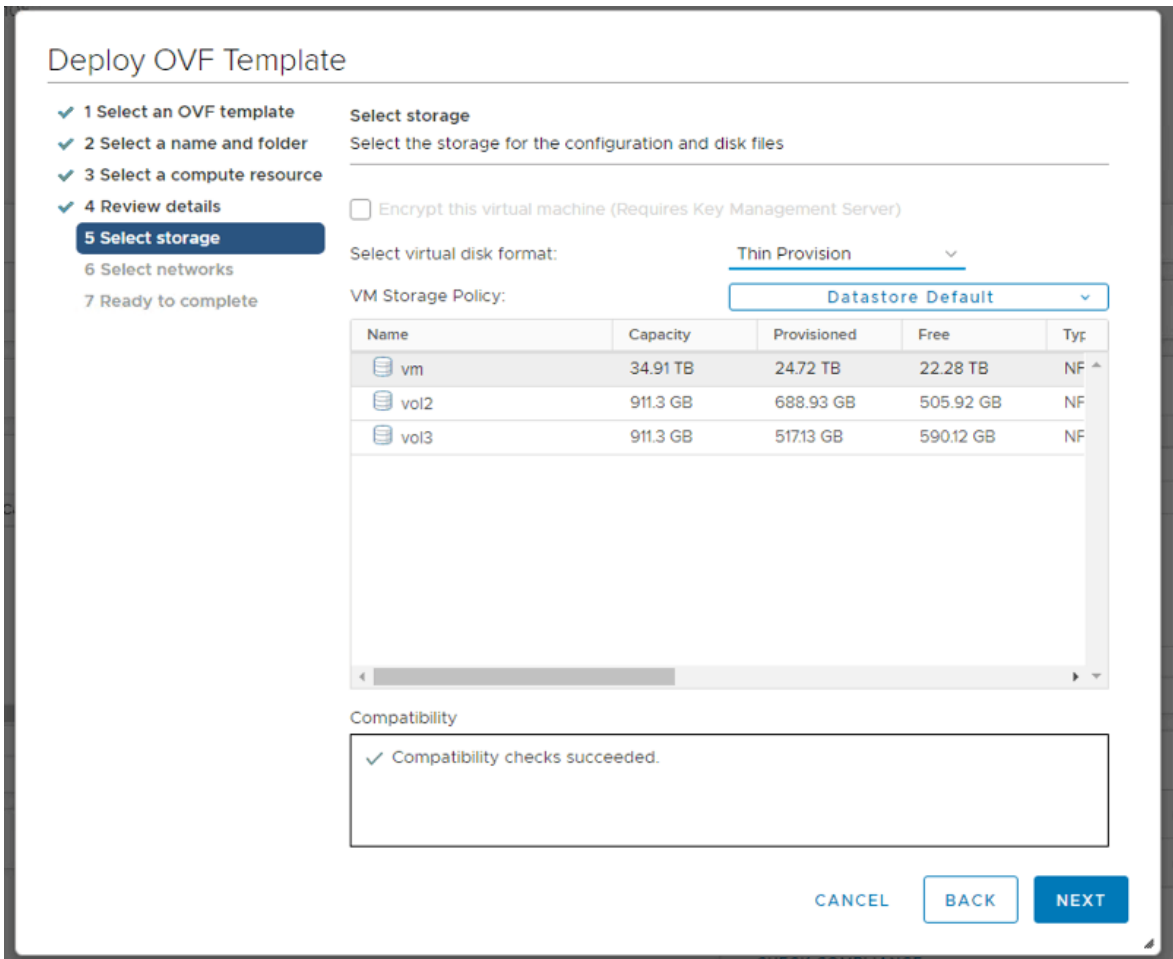 Deploy OVF Template
1 Select an OVF template
2 Select a name and folder
3 Select a compute resource
4 Review details
5 Select storage
6 Select networks
7 Ready to complete
Select storage
Select the storage for the configuration and disk files
Encrypt this virtual machine (Requires Key Management Server)
Select virtual disk format: Thin Provision
VM Storage Policy: Datastore Default
Name Capacity Provisioned Free Typ
vm 34.91 TB 24.72 TB 22.28 TB NF
vol2 911.3 GB 688.93 GB 505.92 GB NF
vol3 911.3 GB 517.13 GB 590.12 GB NF
Compatibility
Compatibility checks succeeded.
CANCEL BACK NEXT